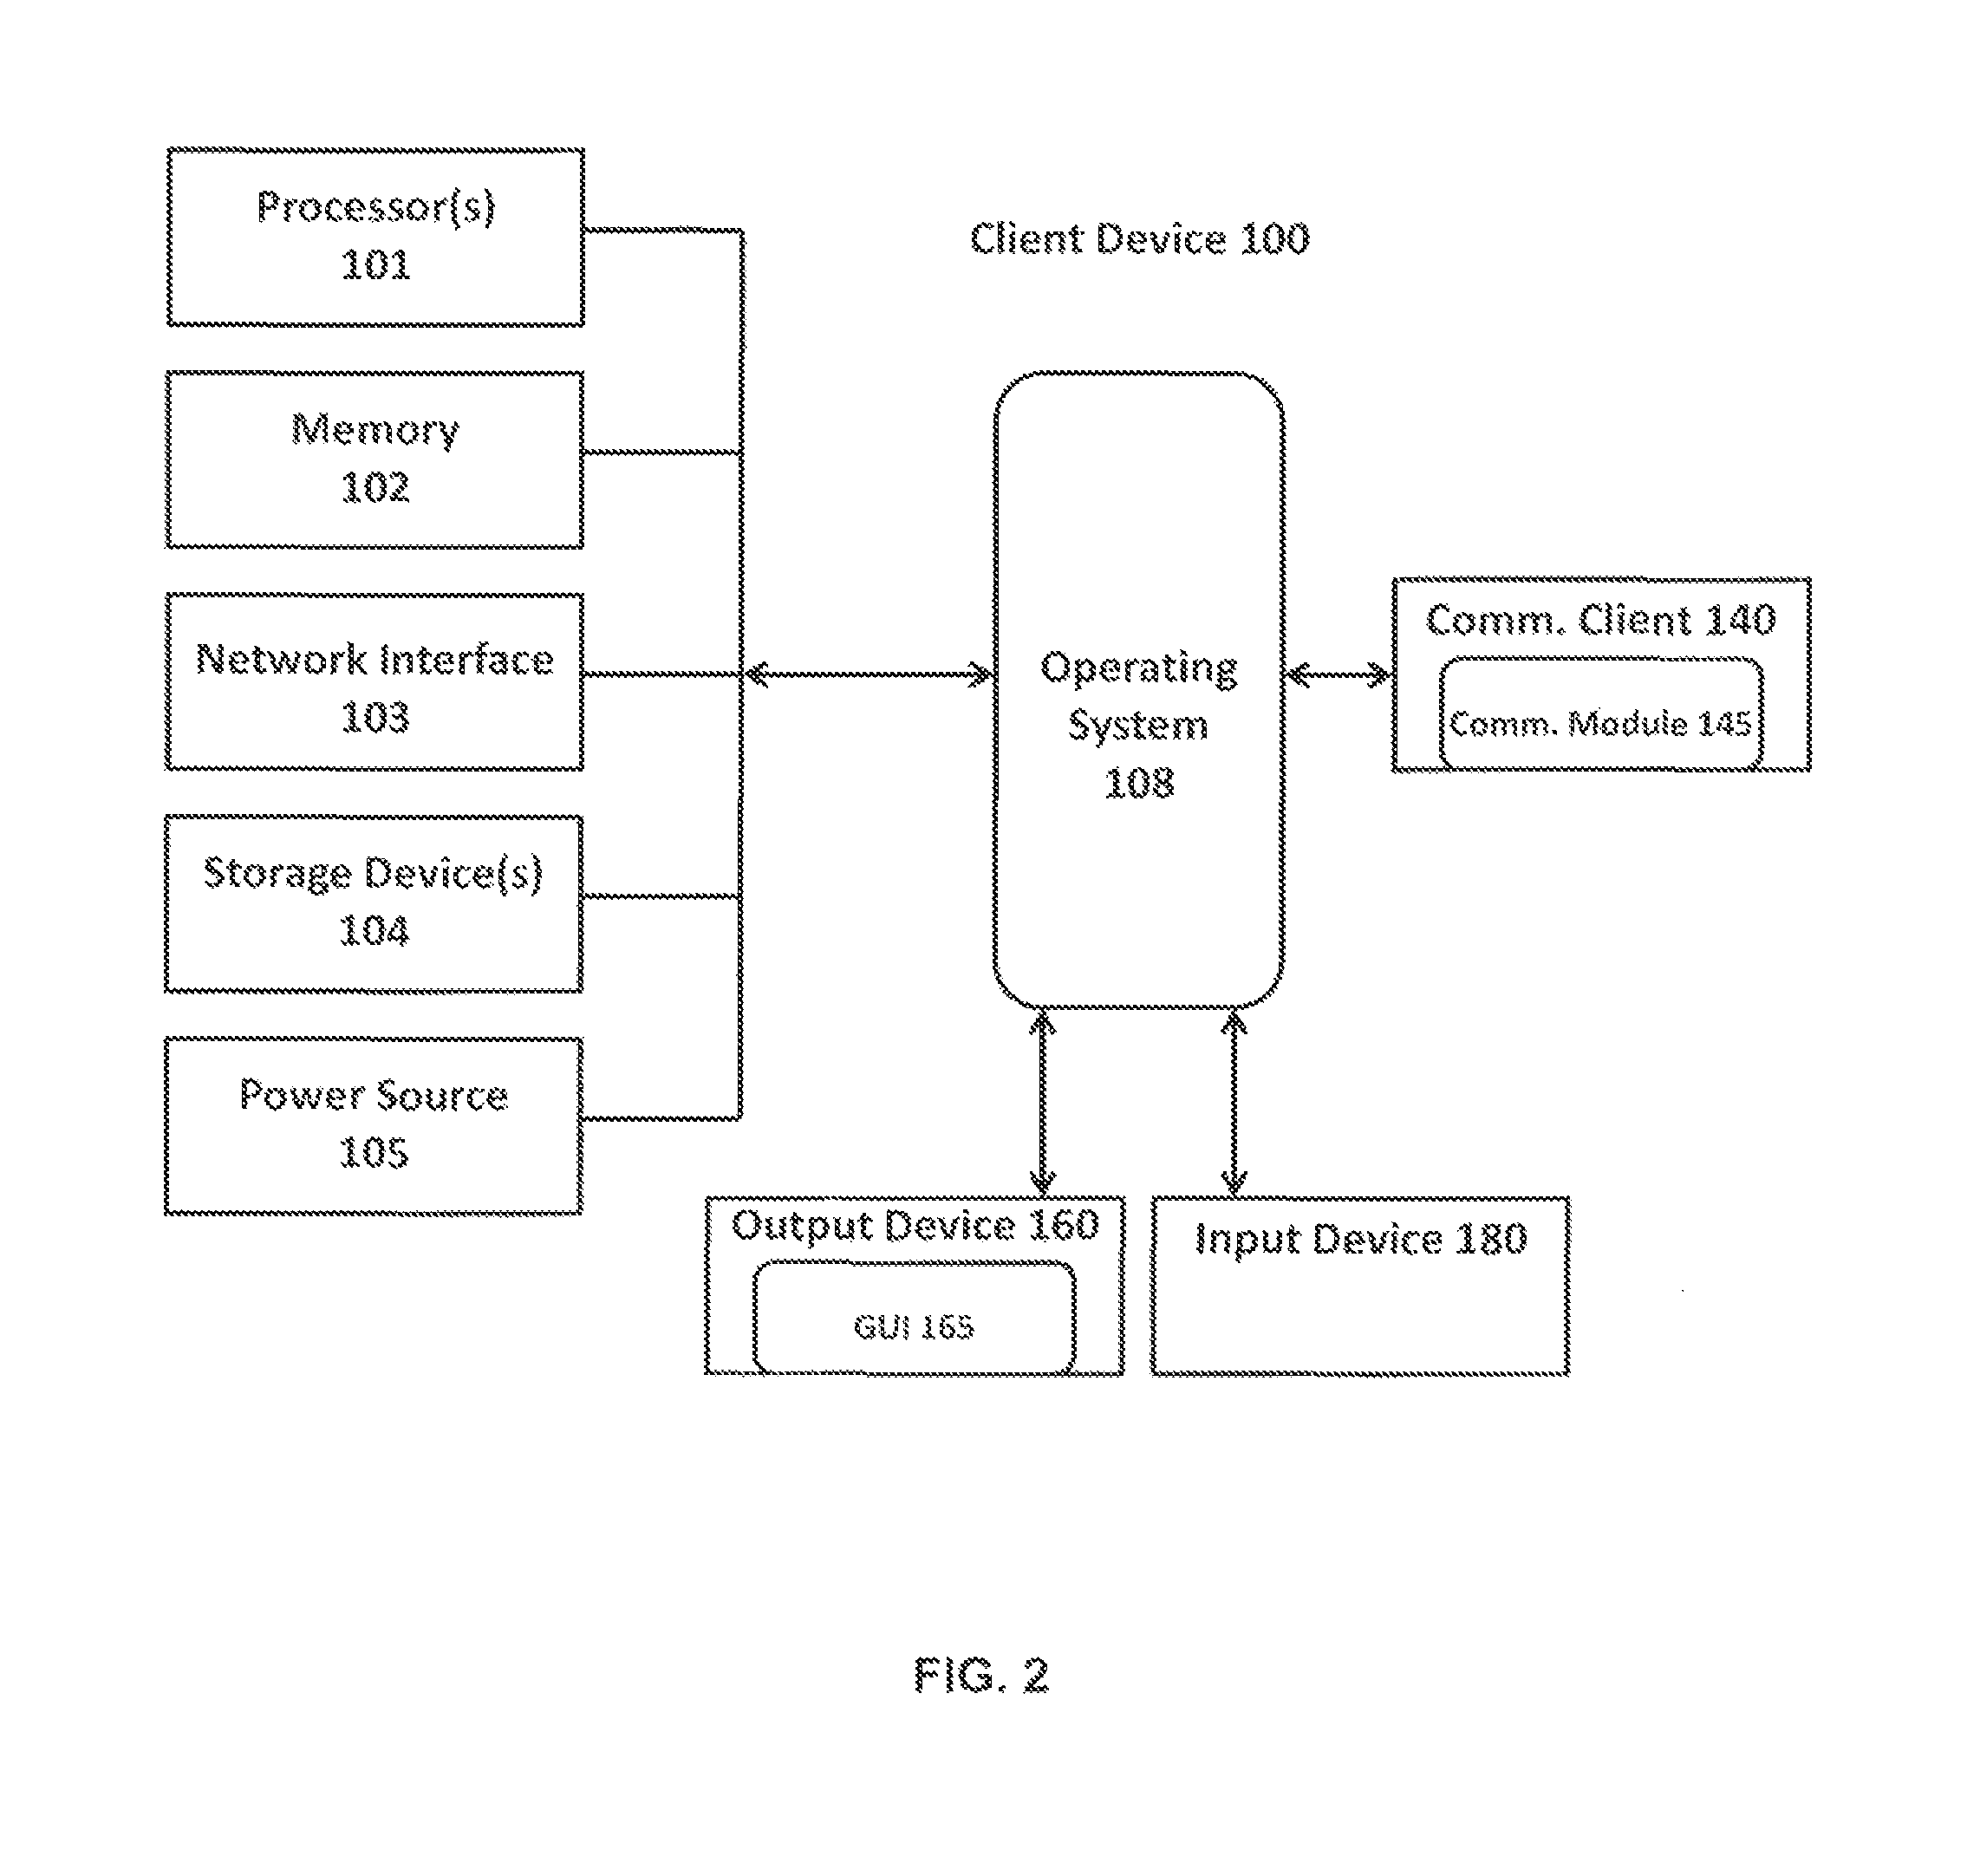 Processor(s)
101
Client Device 100
Memory
102
Network Interface
103
Storage Device(s)
104
Power Source
105
Operating
System
108
Comm. Client 140
Comm. Module 145
Output Device 160
GUI 165
Input Device 180
FIG. 2